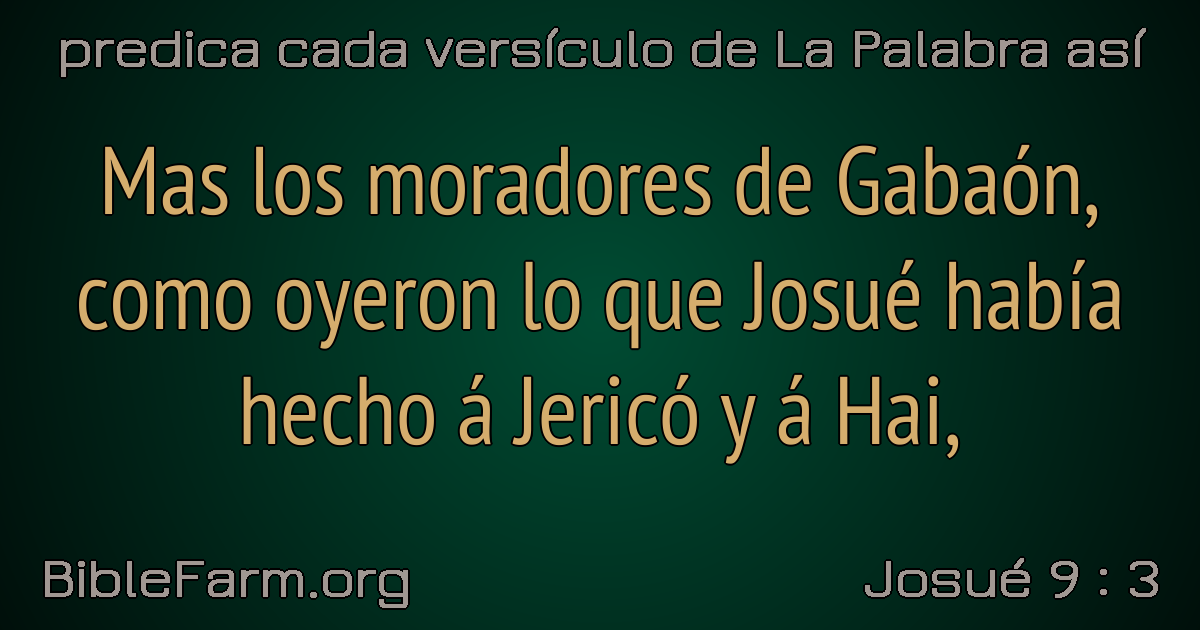 predica cada versículo de La Palabra así
Mas los moradores de Gabaón,
como oyeron lo que Josué había
hecho á Jericó y á Hai,
BibleFarm.org
Josué 9 : 3